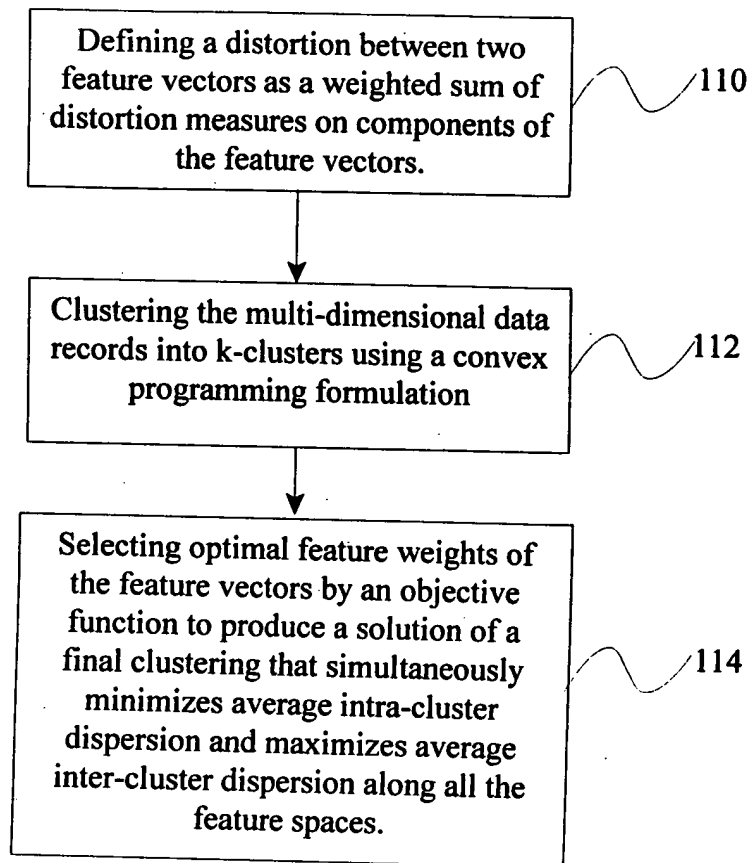 Defining a distortion between two
feature vectors as a weighted sum of
distortion measures on components of
the feature vectors.
110
Clustering the multi-dimensional data
records into k-clusters using a convex
programming formulation
112
Selecting optimal feature weights of
the feature vectors by an objective
function to produce a solution of a
final clustering that simultaneously
minimizes average intra-cluster
dispersion and maximizes average
inter-cluster dispersion along all the
feature spaces.
114